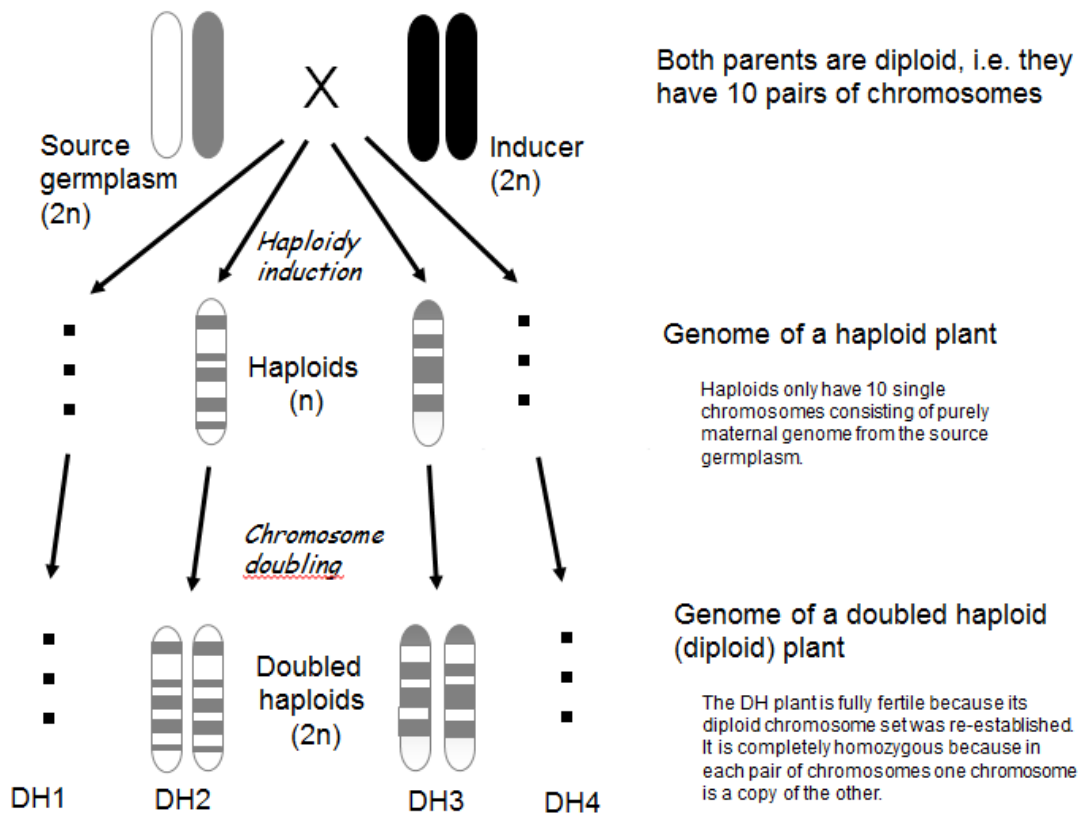 Both parents are diploid, i.e. they
have 10 pairs of chromosomes
X
Source
germplasm
(2n)
Inducer
(2n)
Haploidy
induction
Haploids
(n)
Genome of a haploid plant
Haploids only have 10 single
chromosomes consisting of purely
maternal genome from the source
germplasm.
Chromosome
doubling
Doubled
haploids
(2n)
Genome of a doubled haploid
(diploid) plant
The DH plant is fully fertile because its
diploid chromosome set was re-established.
It is completely homozygous because in
each pair of chromosomes one chromosome
is a copy of the other.
DH1
DH2
DH3
DH4